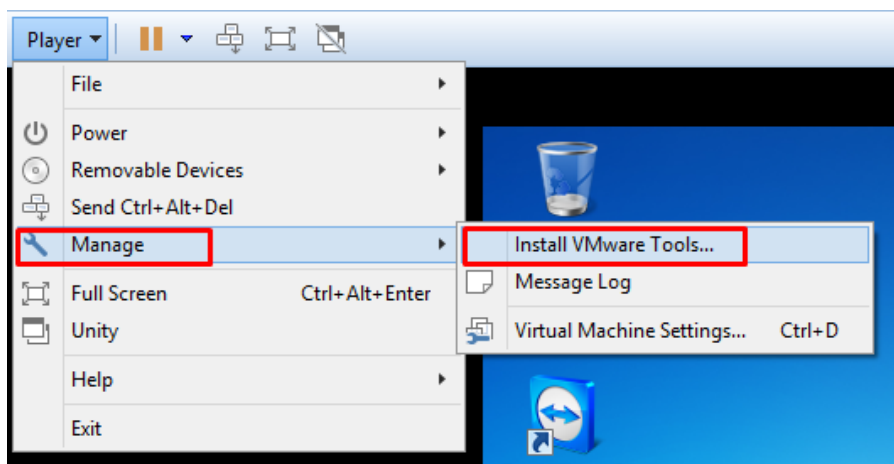 Player
File
Power
Removable Devices
Send Ctrl+Alt+Del
Manage
Install VMware Tools...
Message Log
Full Screen Ctrl+Alt+Enter
Unity
Virtual Machine Settings... Ctrl+D
Help
Exit